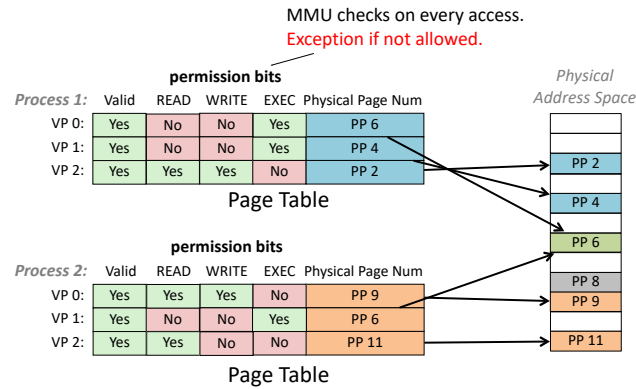 MMU checks on every access.
Exception if not allowed.
permission bits
Process 1: Valid READ WRITE EXEC Physical Page Num
VP 0: Yes No No Yes PP 6
VP 1: Yes No No Yes PP 4
VP 2: Yes Yes Yes No PP 2
Page Table
permission bits
Process 2: Valid READ WRITE EXEC Physical Page Num
VP 0: Yes Yes Yes No PP 9
VP 1: Yes No No Yes PP 6
VP 2: Yes Yes No No PP 11
Page Table
Physical
Address Space
PP 2
PP 4
PP 6
PP 8
PP 9
PP 11